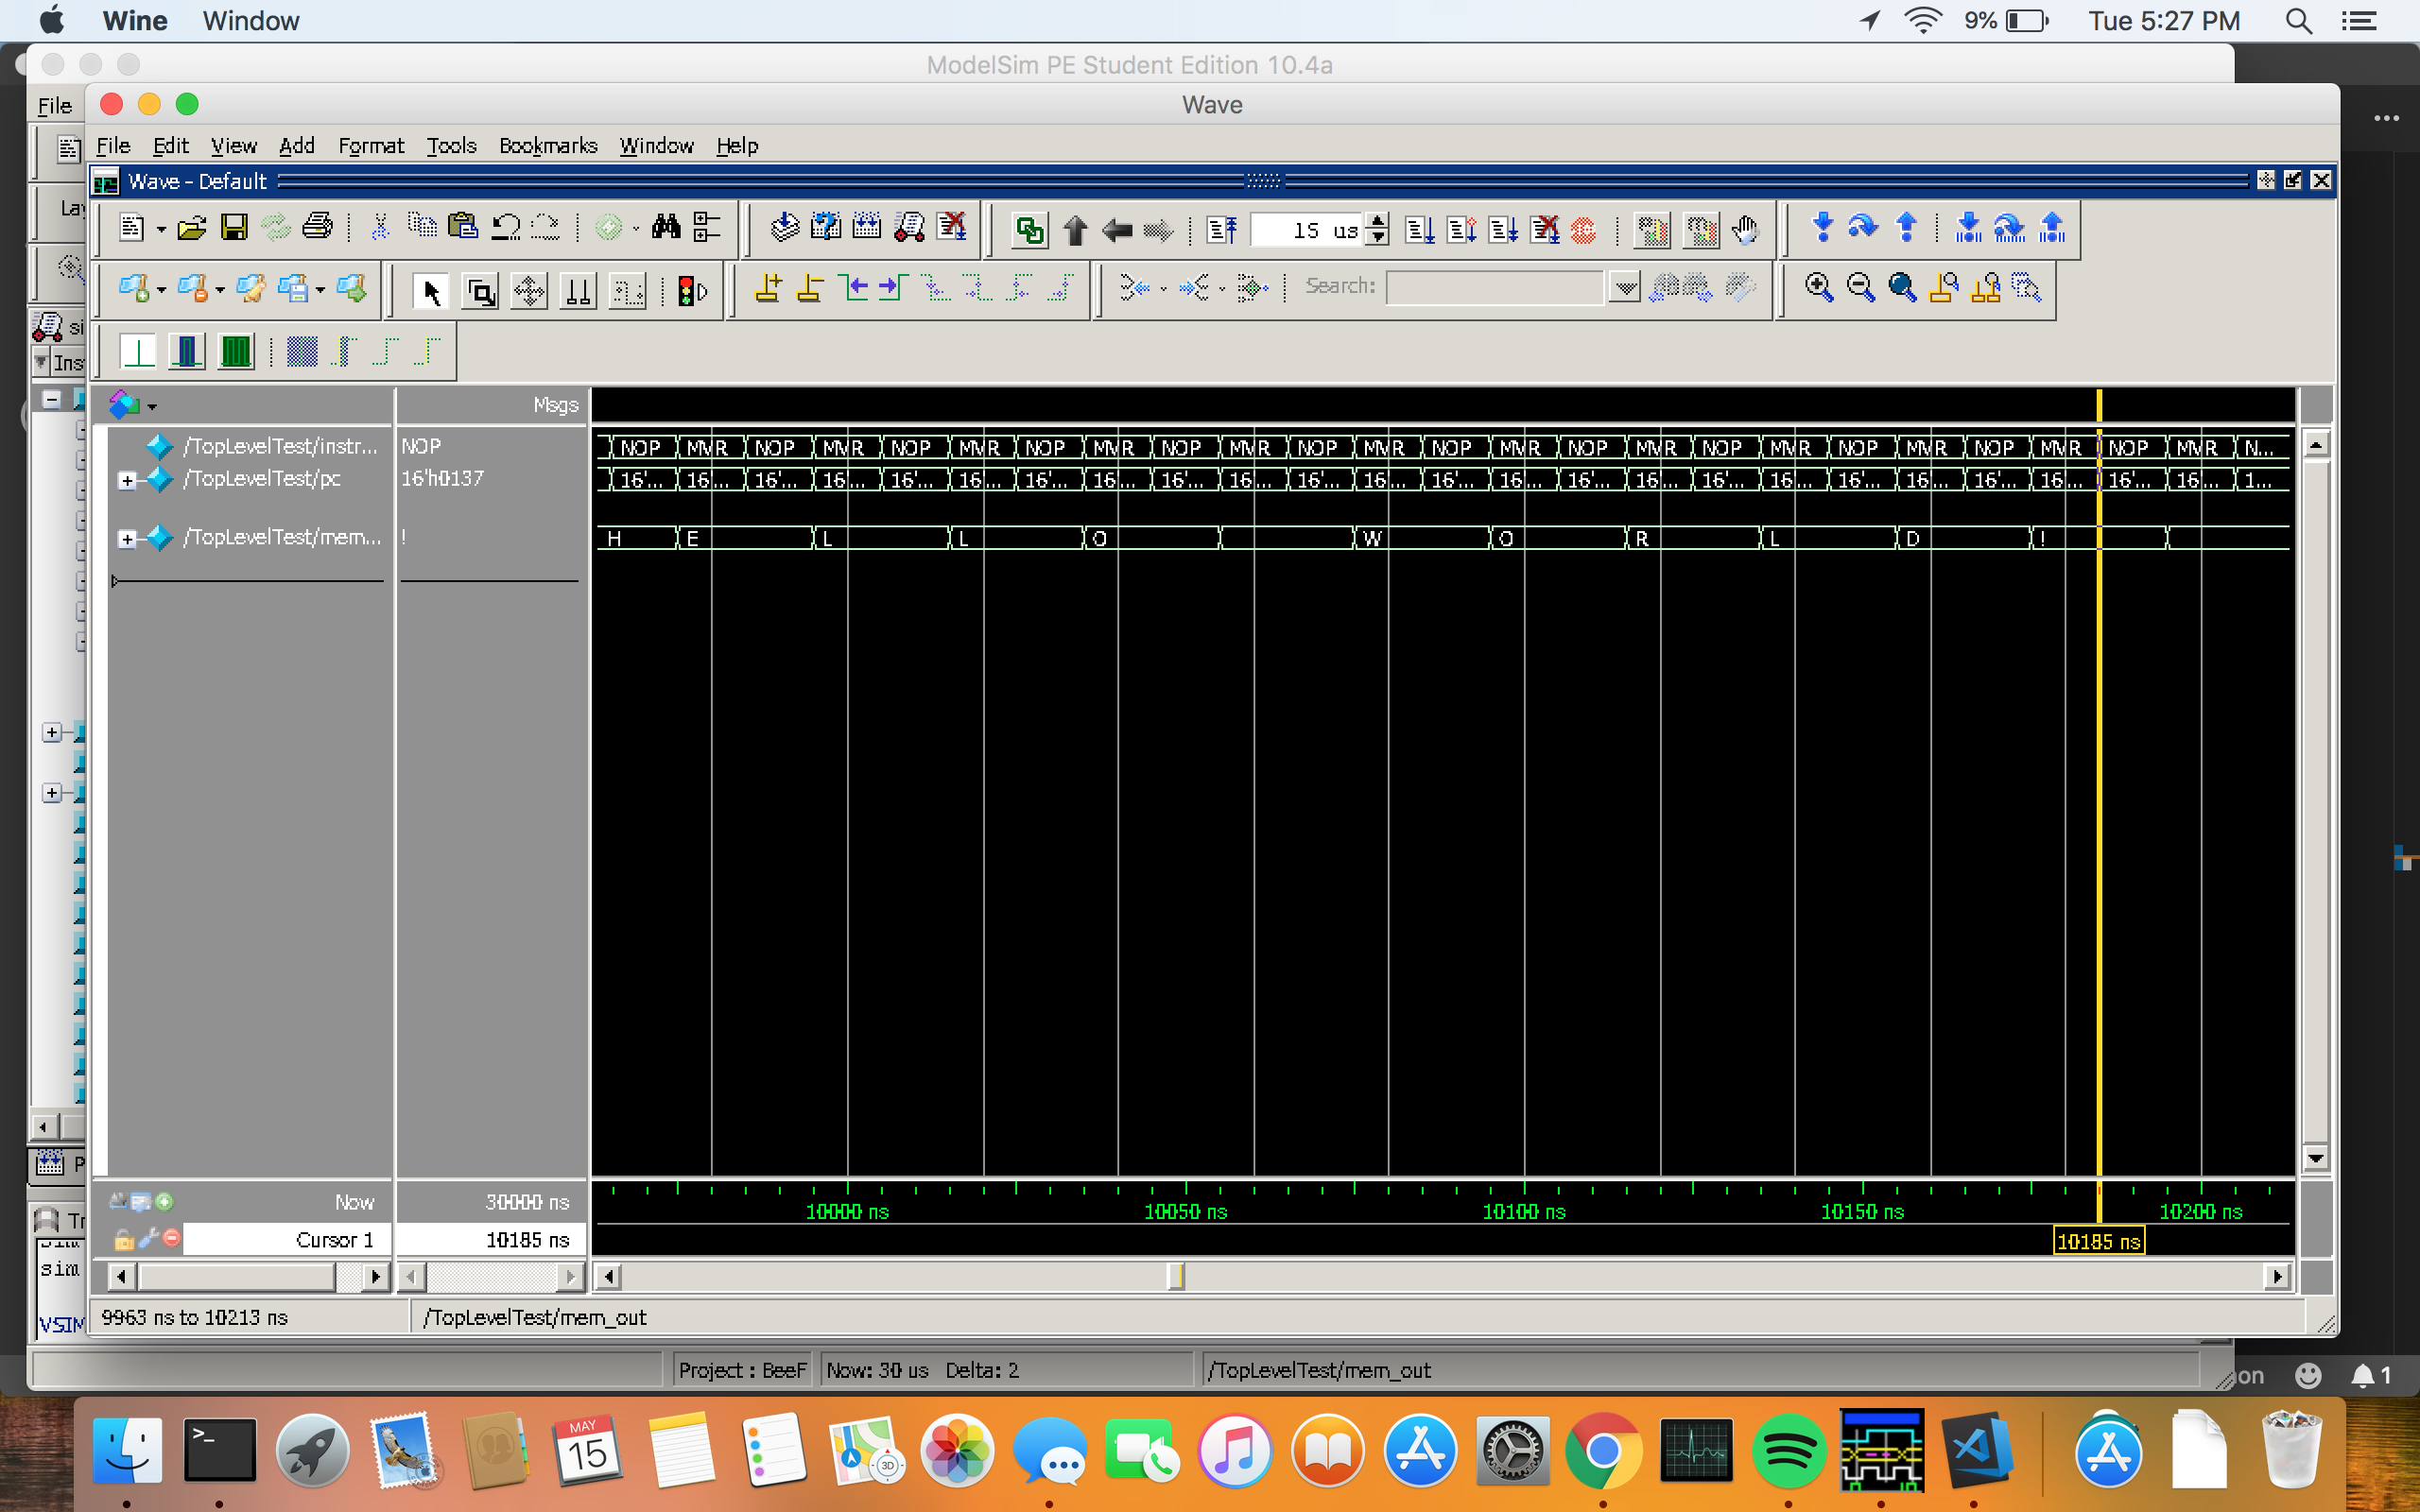 Wine Window 9% Tue 5:27 PM
ModelSim PE Student Edition 10.4a
File
Wave
File Edit View Add Format Tools Bookmarks Window Help
Wave - Default
15 us
Search:
Msgs
/TopLevelTest/instr... NOP NOP MVR NOP MVR NOP MVR NOP MVR NOP MVR NOP MVR NOP MVR NOP MVR NOP MVR NOP MVR NOP MVR NOP MVR N...
/TopLevelTest/pc 16'h0137 16'... 16... 16'... 16... 16'... 16... 16'... 16... 16'... 16... 16'... 16... 16'... 16... 16'... 16... 16'... 16... 16'... 16... 16'... 16... 16'... 16... 1...
/TopLevelTest/mem... ! H E L L O W O R L D !
Now 30000 ns 10000 ns 10050 ns 10100 ns 10150 ns 10200 ns
Cursor 1 10185 ns 10185 ns
sim
9963 ns to 10213 ns /TopLevelTest/mem_out
VSIM
Project : BeeF Now: 30 us Delta: 2 /TopLevelTest/mem_out
1
MAY
15
3D